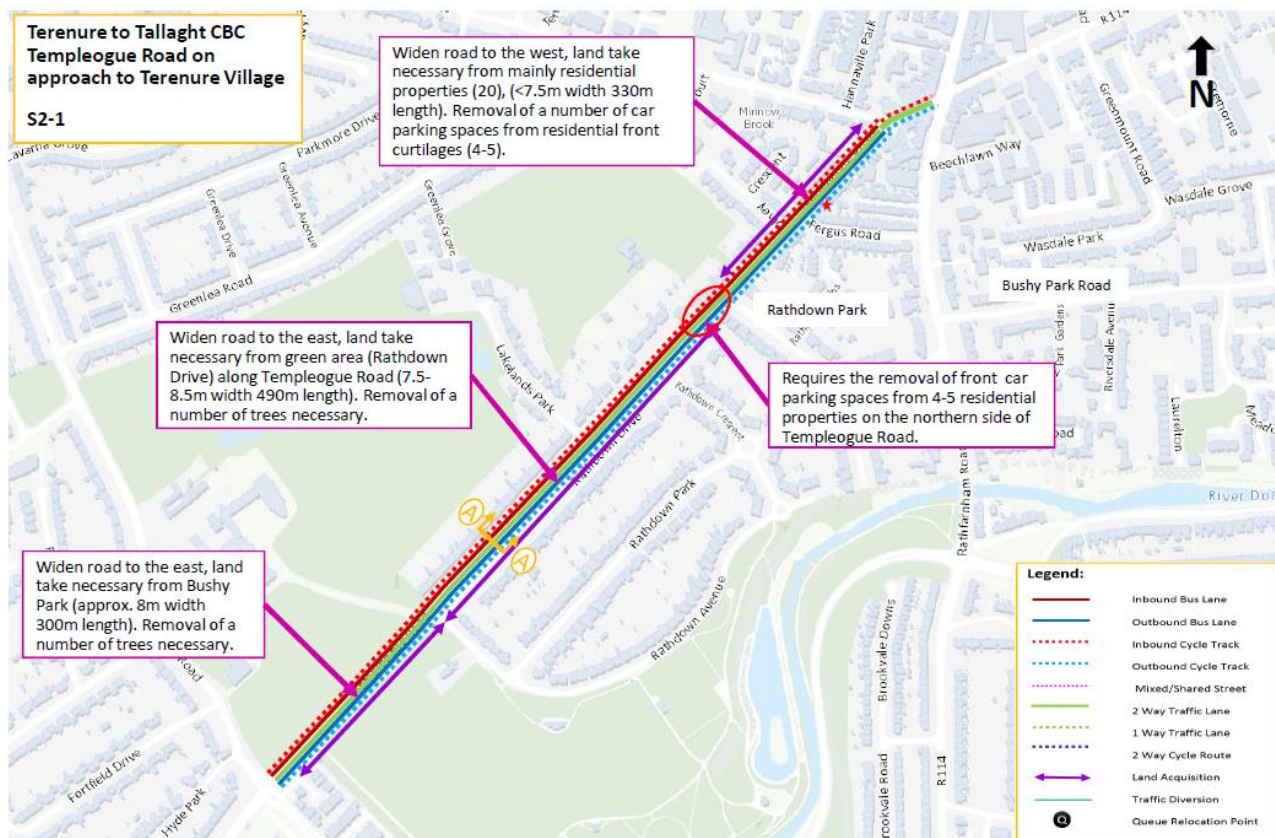 Terenure to Tallaght CBC
Templeogue Road on
approach to Terenure Village
S2-1
Widen road to the west, land take
necessary from mainly residential
properties (20), (<7.5m width 330m
length). Removal of a number of car
parking spaces from residential front
curtilages (4-5).
R114
N
Hannaville Park
Minnow
Brook
Crescent
Parkmore Drive
Greenlea Avenue
Greenlea Drive
Greenlea Grove
Greenlea Road
Beechlawn Way
Greenmount Road
Wasdale Grove
Fergus Road
Wasdale Park
Bushy Park Road
Rathdown Park
Widen road to the east, land take
necessary from green area (Rathdown
Drive) along Templeogue Road (7.5-
8.5m width 490m length). Removal of a
number of trees necessary.
Lakelands Park
Rathdown Crescent
Rathdown Drive
Requires the removal of front car
parking spaces from 4-5 residential
properties on the northern side of
Templeogue Road.
Park Gardens
Riversdale Avenue
Laurelton
Road
Rathfarnham Road
River Dod
Rathdown Park
Rathdown Avenue
A
A
Widen road to the east, land
take necessary from Bushy
Park (approx. 8m width
300m length). Removal of a
number of trees necessary.
Road
Fortfield Drive
Hyde Park
Brookvale Downs
Brookvale Road
R114
Legend:
Inbound Bus Lane
Outbound Bus Lane
Inbound Cycle Track
Outbound Cycle Track
Mixed/Shared Street
2 Way Traffic Lane
1 Way Traffic Lane
2 Way Cycle Route
Land Acquisition
Traffic Diversion
Q
Queue Relocation Point